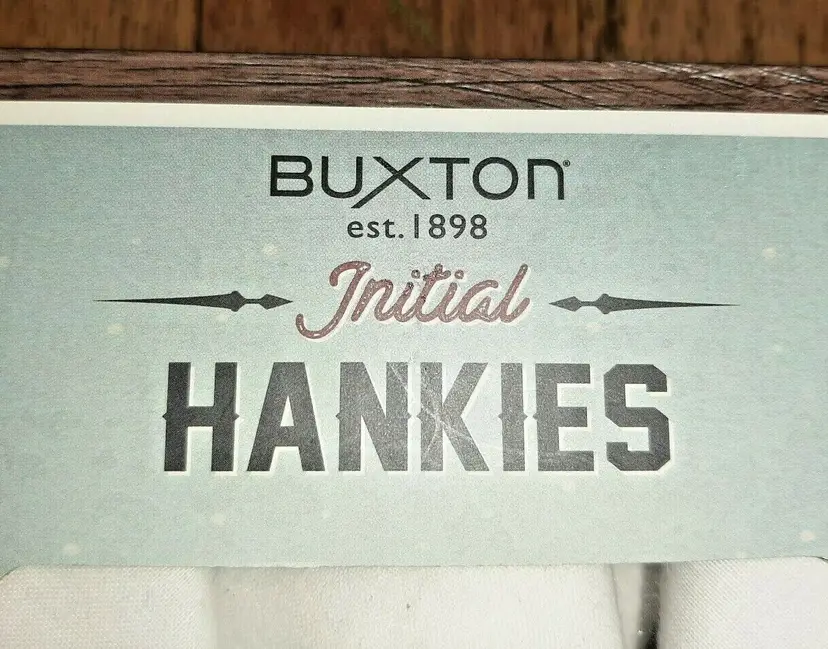 BUXTON®
est.1898
Initial
HANKIES